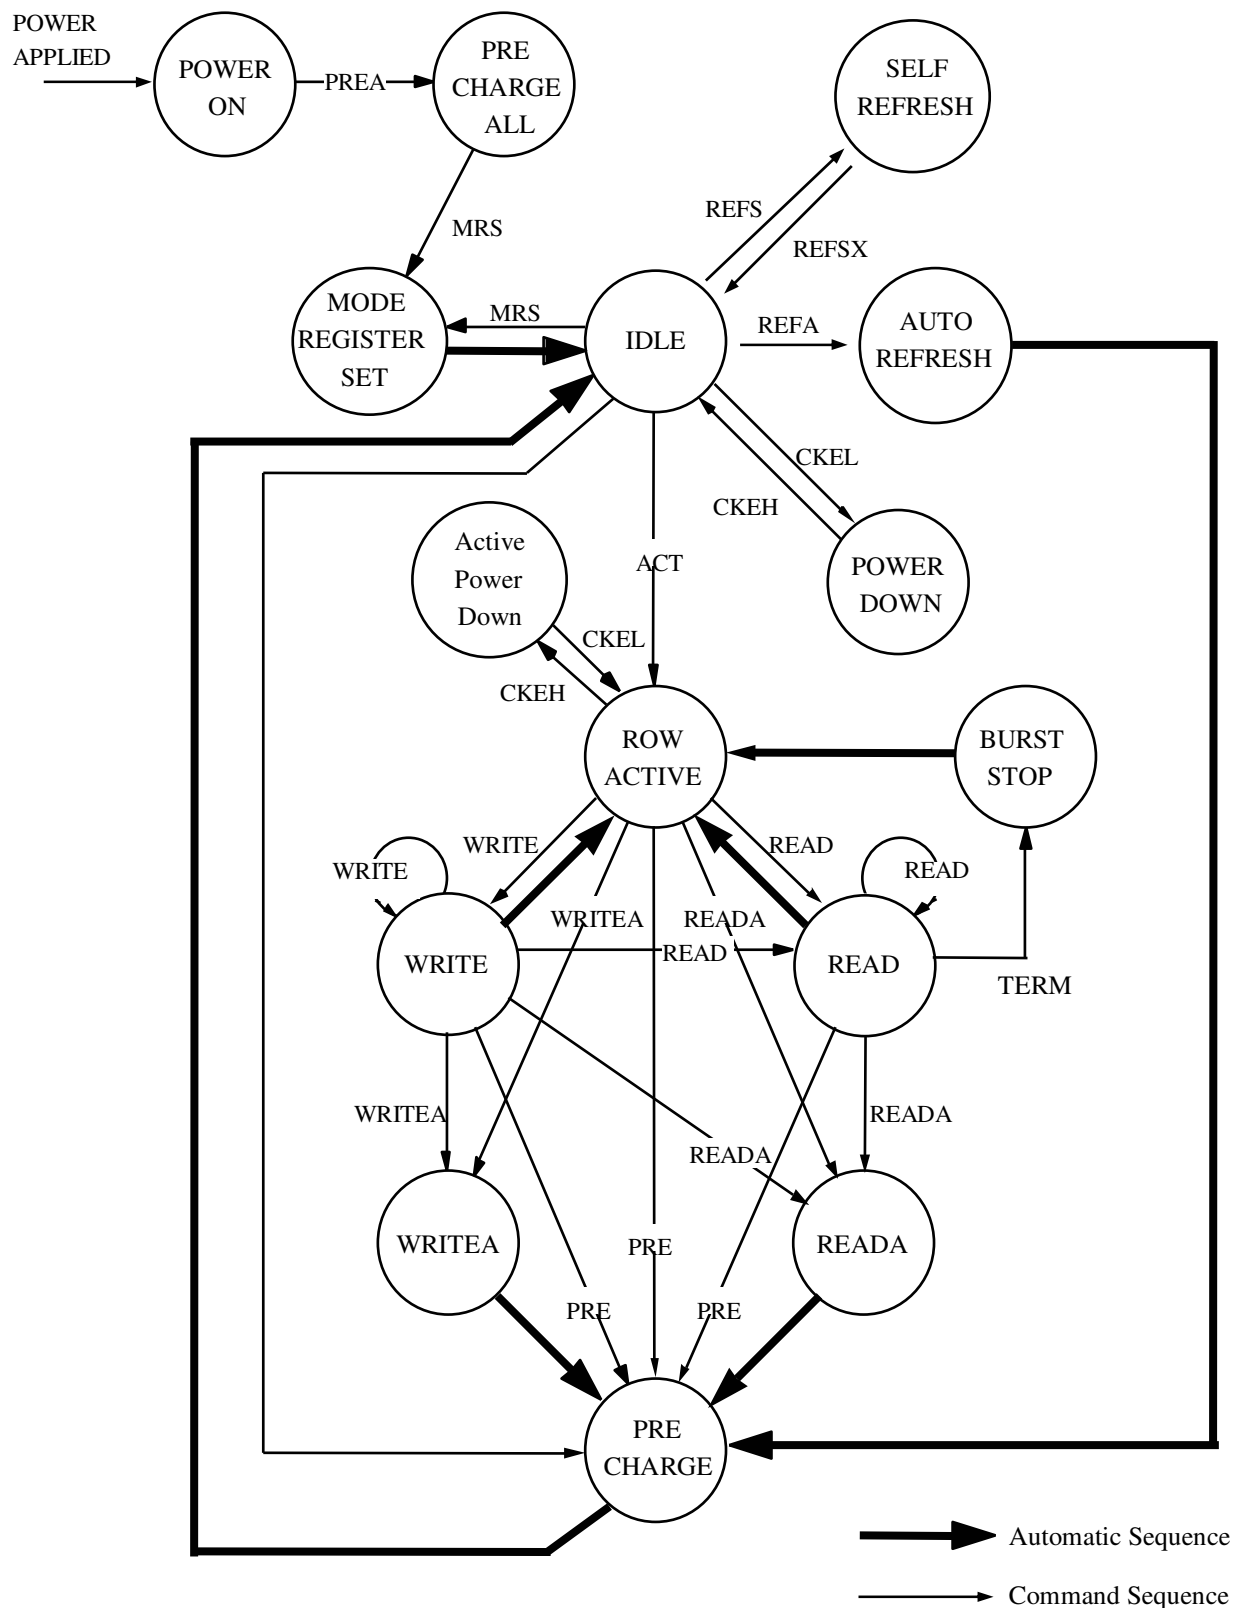 POWER
APPLIED
POWER
ON
PREA
PRE
CHARGE
ALL
SELF
REFRESH
REFS
REFSX
MRS
MODE
REGISTER
SET
MRS
IDLE
REFA
AUTO
REFRESH
CKEL
CKEH
Active
Power
Down
ACT
POWER
DOWN
CKEL
CKEH
ROW
ACTIVE
BURST
STOP
WRITE
READ
WRITE
READ
WRITEA
READA
WRITE
READ
READ
TERM
WRITEA
READA
READA
WRITEA
PRE
READA
PRE
PRE
PRE
CHARGE
Automatic Sequence
Command Sequence